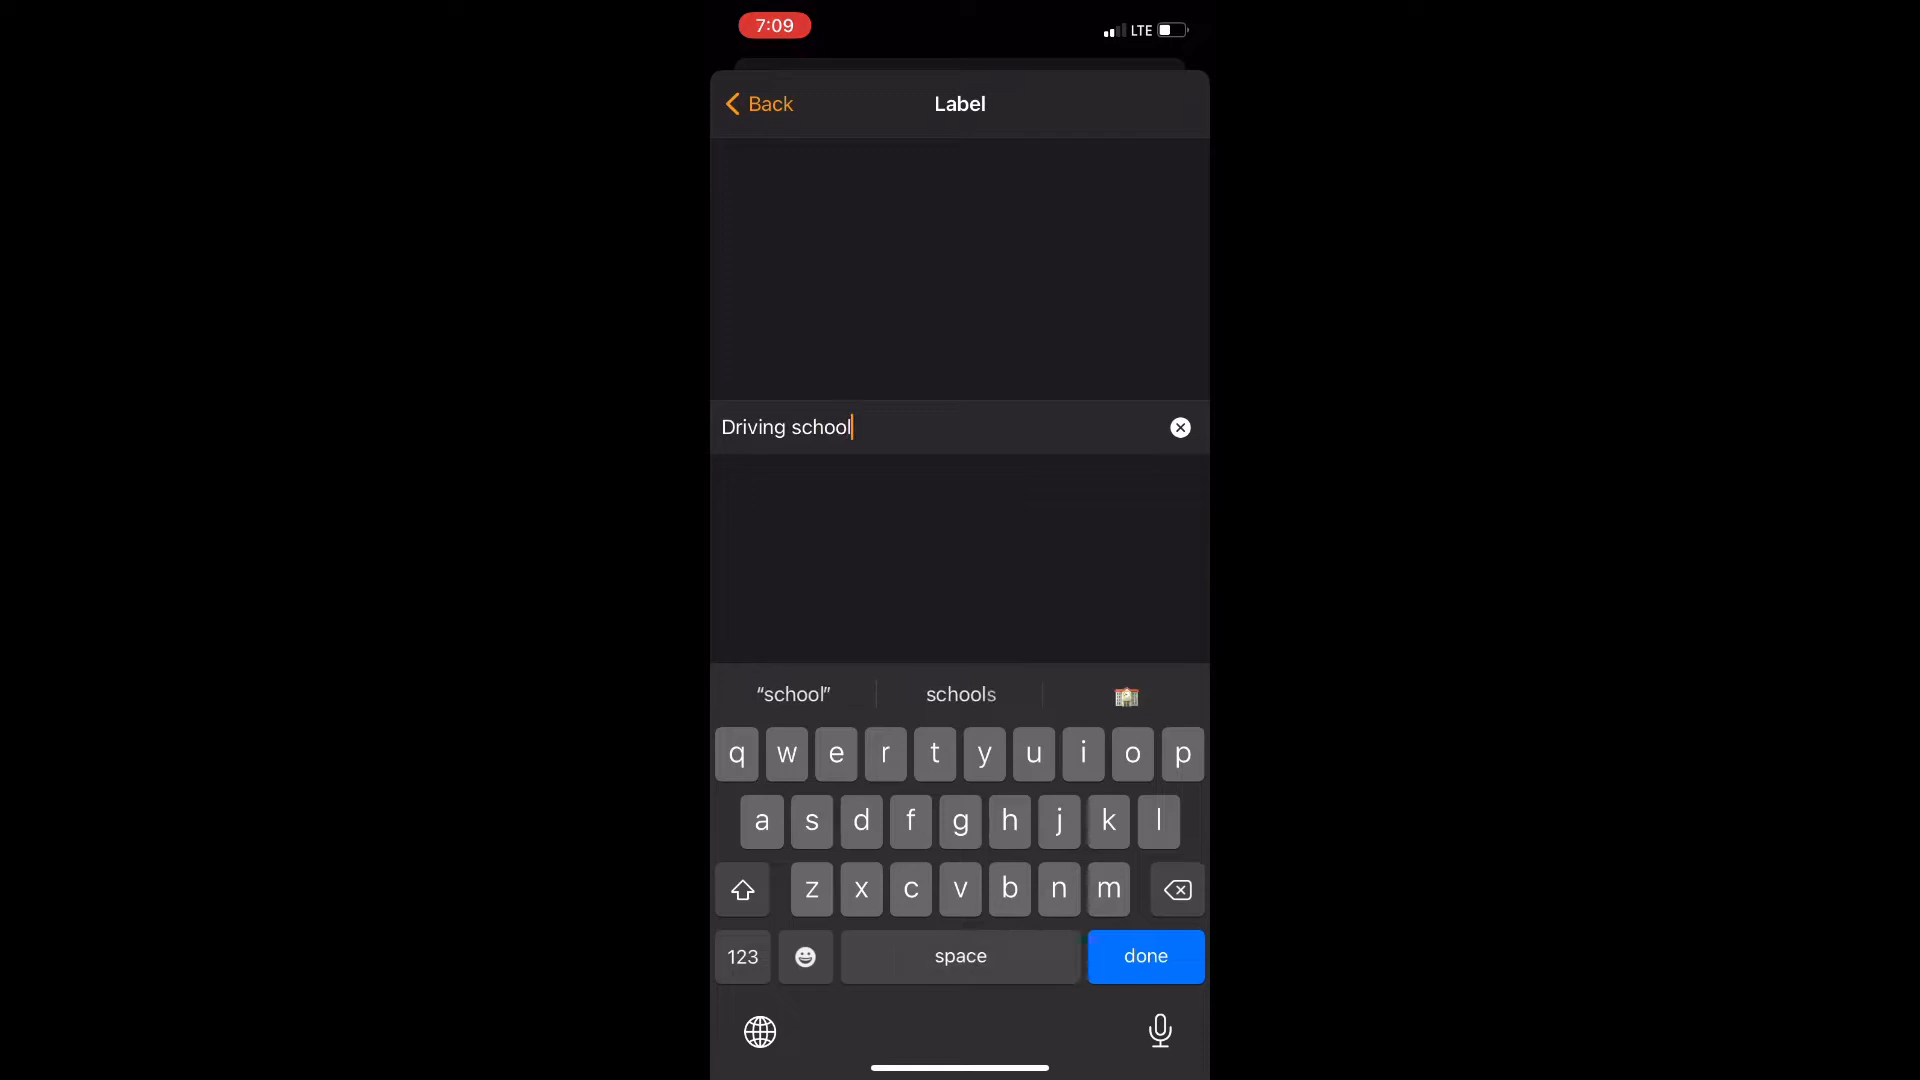 7:09
LTE
Back
Label
Driving school
“school”
schools
q w e r t y u i o p
a s d f g h j k l
z x c v b n m
123
space
done